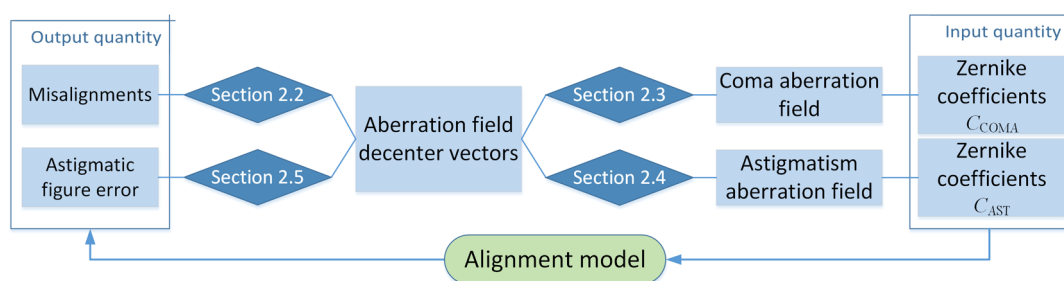 Output quantity
Misalignments
Astigmatic
figure error
Section 2.2
Section 2.5
Aberration field
decenter vectors
Section 2.3
Section 2.4
Coma aberration
field
Astigmatism
aberration field
Input quantity
Zernike
coefficients
C_COMA
Zernike
coefficients
C_AST
Alignment model